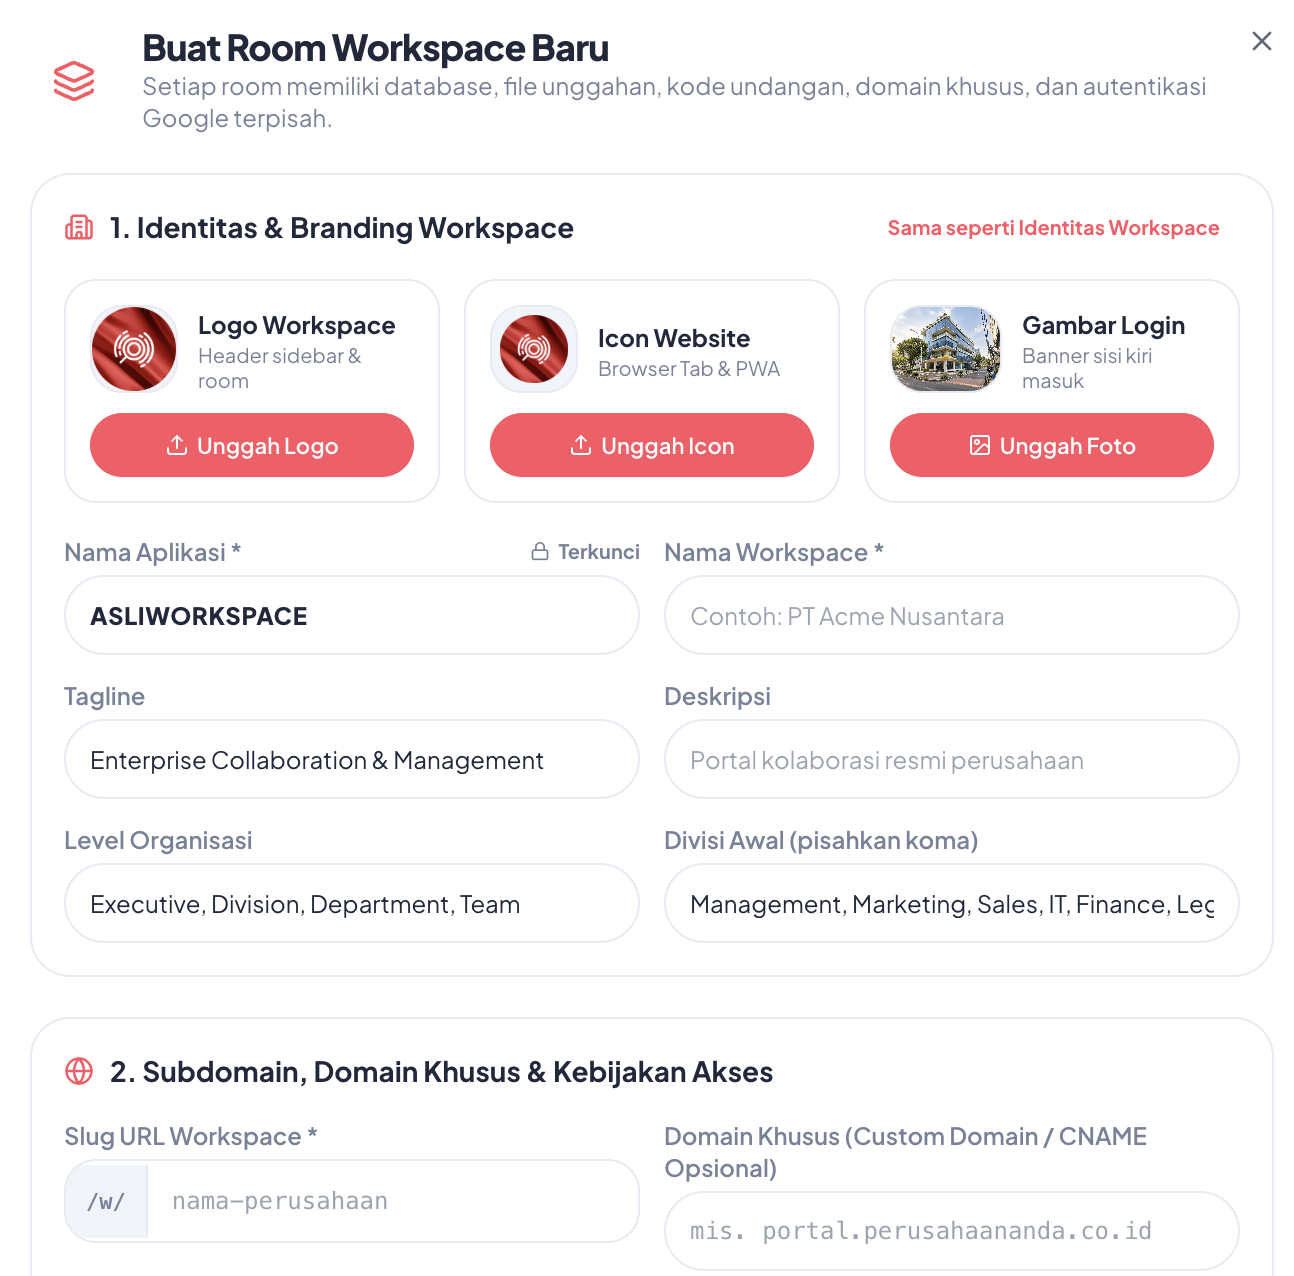 Buat Room Workspace Baru
Setiap room memiliki database, file unggahan, kode undangan, domain khusus, dan autentikasi
Google terpisah.
1. Identitas & Branding Workspace
Sama seperti Identitas Workspace
Logo Workspace
Header sidebar &
room
Unggah Logo
Icon Website
Browser Tab & PWA
Unggah Icon
Gambar Login
Banner sisi kiri
masuk
Unggah Foto
Nama Aplikasi *
Terkunci
ASLIWORKSPACE
Nama Workspace *
Contoh: PT Acme Nusantara
Tagline
Enterprise Collaboration & Management
Deskripsi
Portal kolaborasi resmi perusahaan
Level Organisasi
Executive, Division, Department, Team
Divisi Awal (pisahkan koma)
Management, Marketing, Sales, IT, Finance, Leg
2. Subdomain, Domain Khusus & Kebijakan Akses
Slug URL Workspace *
/w/
nama-perusahaan
Domain Khusus (Custom Domain / CNAME
Opsional)
mis. portal.perusahaananda.co.id